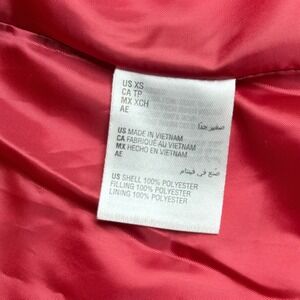 US XS
CA TP
MX XCH
AE صغير جدًا
US MADE IN VIETNAM
CA FABRIQUÉ AU VIETNAM
MX HECHO EN VIETNAM
AE صنع في فيتنام
US SHELL 100% POLYESTER
FILLING 100% POLYESTER
LINING 100% POLYESTER